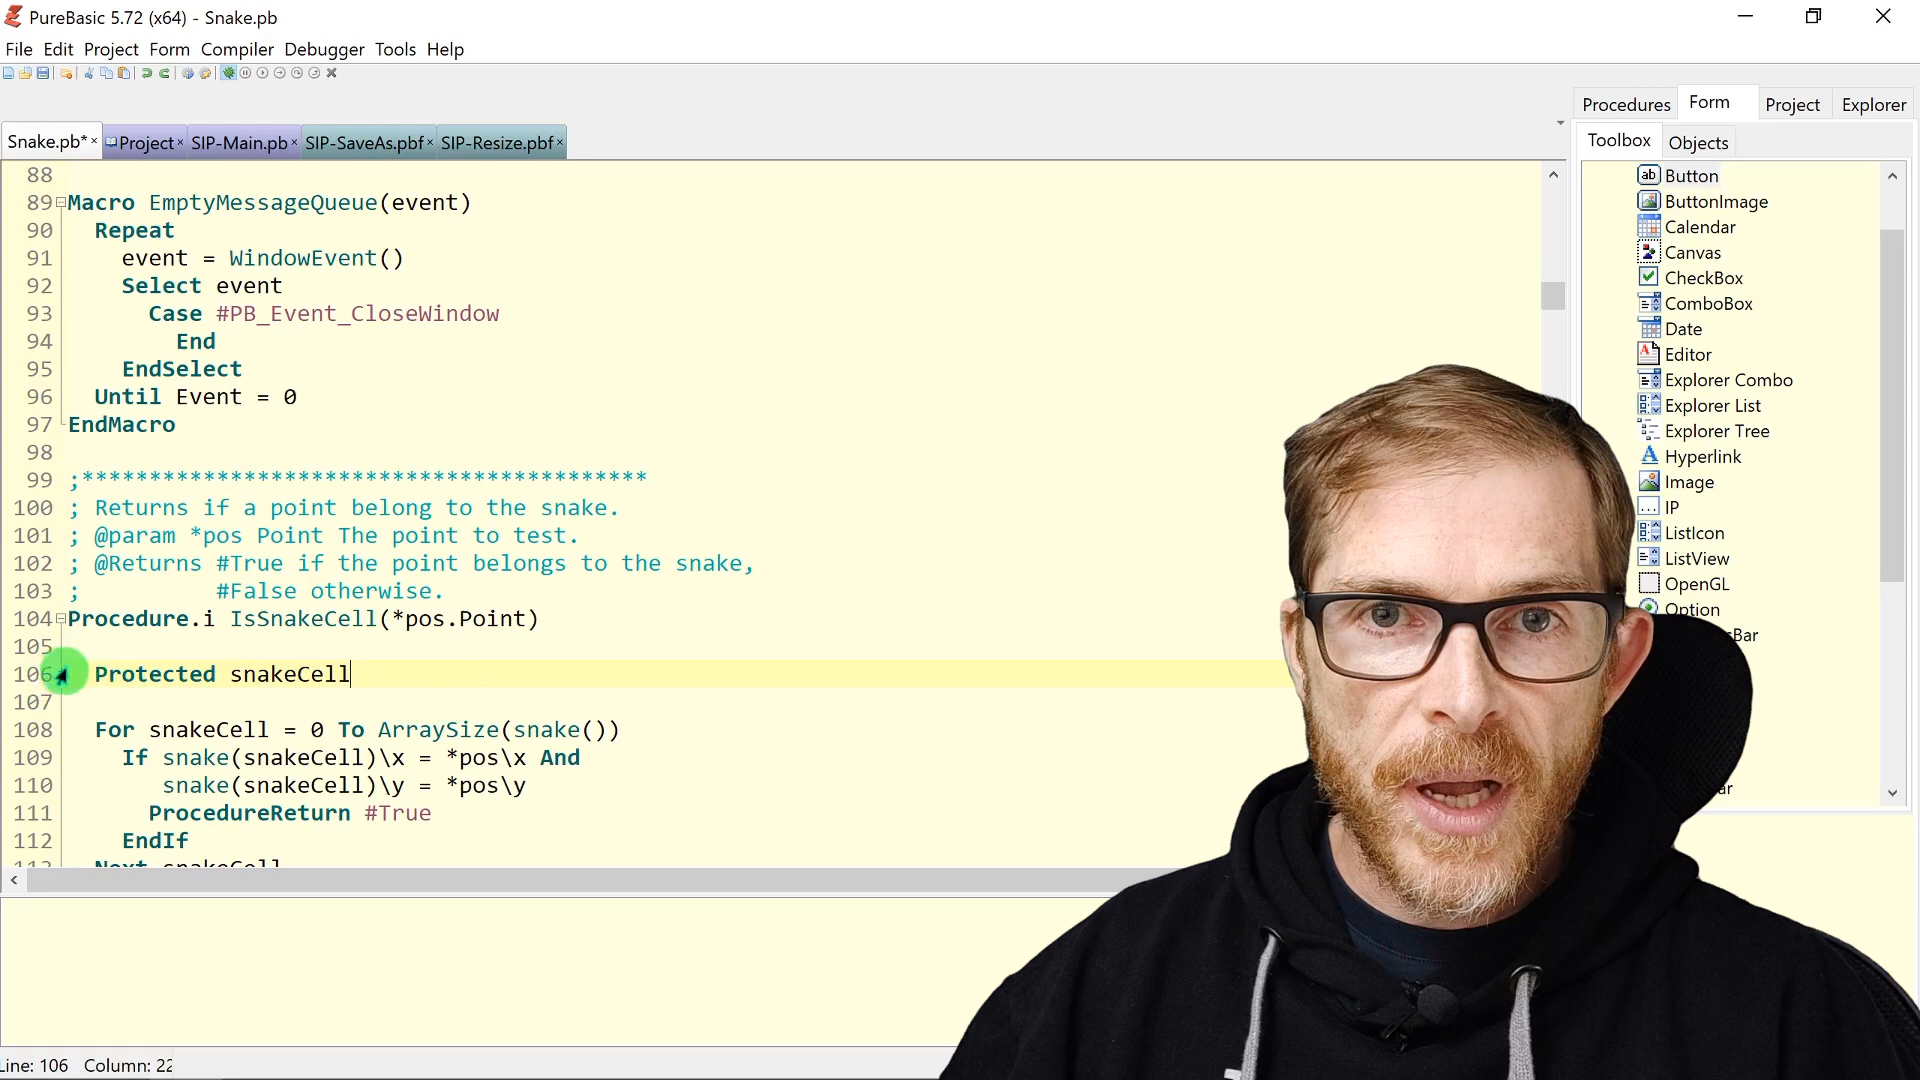 PureBasic 5.72 (x64) - Snake.pb
File Edit Project Form Compiler Debugger Tools Help
Procedures Form Project Explorer
Snake.pb* Project SIP-Main.pb SIP-SaveAs.pbf SIP-Resize.pbf
Toolbox Objects
88
89 Macro EmptyMessageQueue(event)
90 Repeat
91 event = WindowEvent()
92 Select event
93 Case #PB_Event_CloseWindow
94 End
95 EndSelect
96 Until Event = 0
97 EndMacro
98
99 ;******************************************
100 ; Returns if a point belong to the snake.
101 ; @param *pos Point The point to test.
102 ; @Returns #True if the point belongs to the snake,
103 ; #False otherwise.
104 Procedure.i IsSnakeCell(*pos.Point)
105
106 Protected snakeCell
107
108 For snakeCell = 0 To ArraySize(snake())
109 If snake(snakeCell)\x = *pos\x And
110 snake(snakeCell)\y = *pos\y
111 ProcedureReturn #True
112 EndIf
113 Next snakeCell
Button
ButtonImage
Calendar
Canvas
CheckBox
ComboBox
Date
Editor
Explorer Combo
Explorer List
Explorer Tree
Hyperlink
Image
IP
ListIcon
ListView
OpenGL
Option
Bar
ar
Line: 106 Column: 22